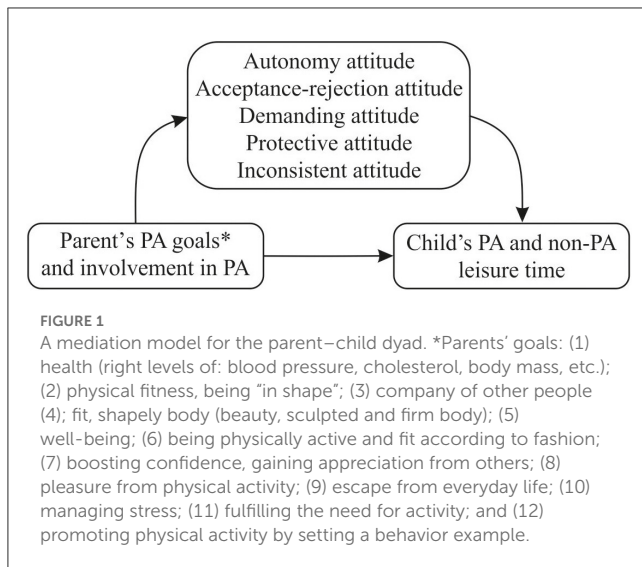 Autonomy attitude
Acceptance-rejection attitude
Demanding attitude
Protective attitude
Inconsistent attitude
Parent's PA goals*
and involvement in PA
Child's PA and non-PA
leisure time
FIGURE 1
A mediation model for the parent–child dyad. *Parents' goals: (1)
health (right levels of: blood pressure, cholesterol, body mass, etc.);
(2) physical fitness, being "in shape"; (3) company of other people
(4); fit, shapely body (beauty, sculpted and firm body); (5)
well-being; (6) being physically active and fit according to fashion;
(7) boosting confidence, gaining appreciation from others; (8)
pleasure from physical activity; (9) escape from everyday life; (10)
managing stress; (11) fulfilling the need for activity; and (12)
promoting physical activity by setting a behavior example.